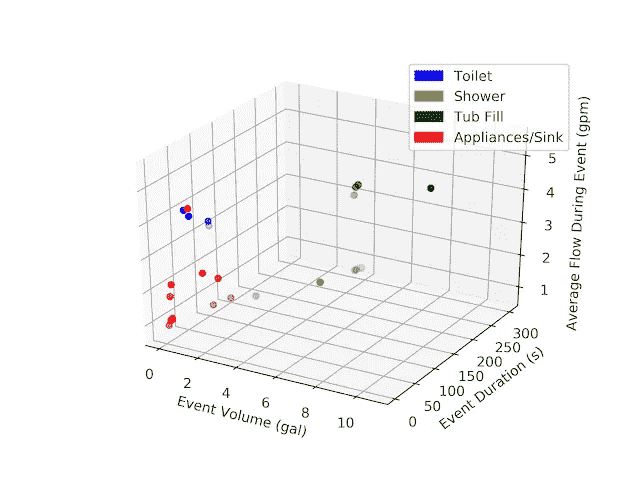 Toilet
Shower
Tub Fill
Appliances/Sink
5
4
3
2
1
Average Flow During Event (gpm)
0
2
4
6
8
10
Event Volume (gal)
0
50
100
150
200
250
300
Event Duration (s)